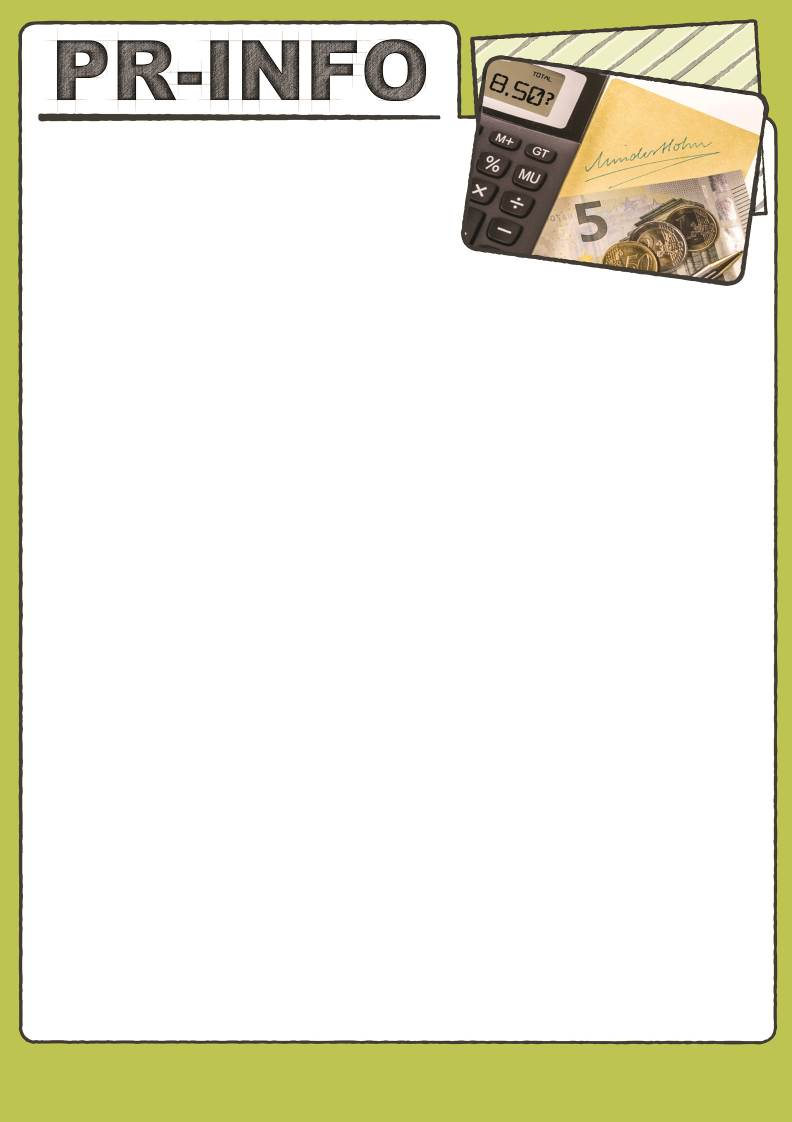 PR-INFO
TOTAL
8.50?
M+
GT
%
MU
×
÷
−
Mindestlohn
5